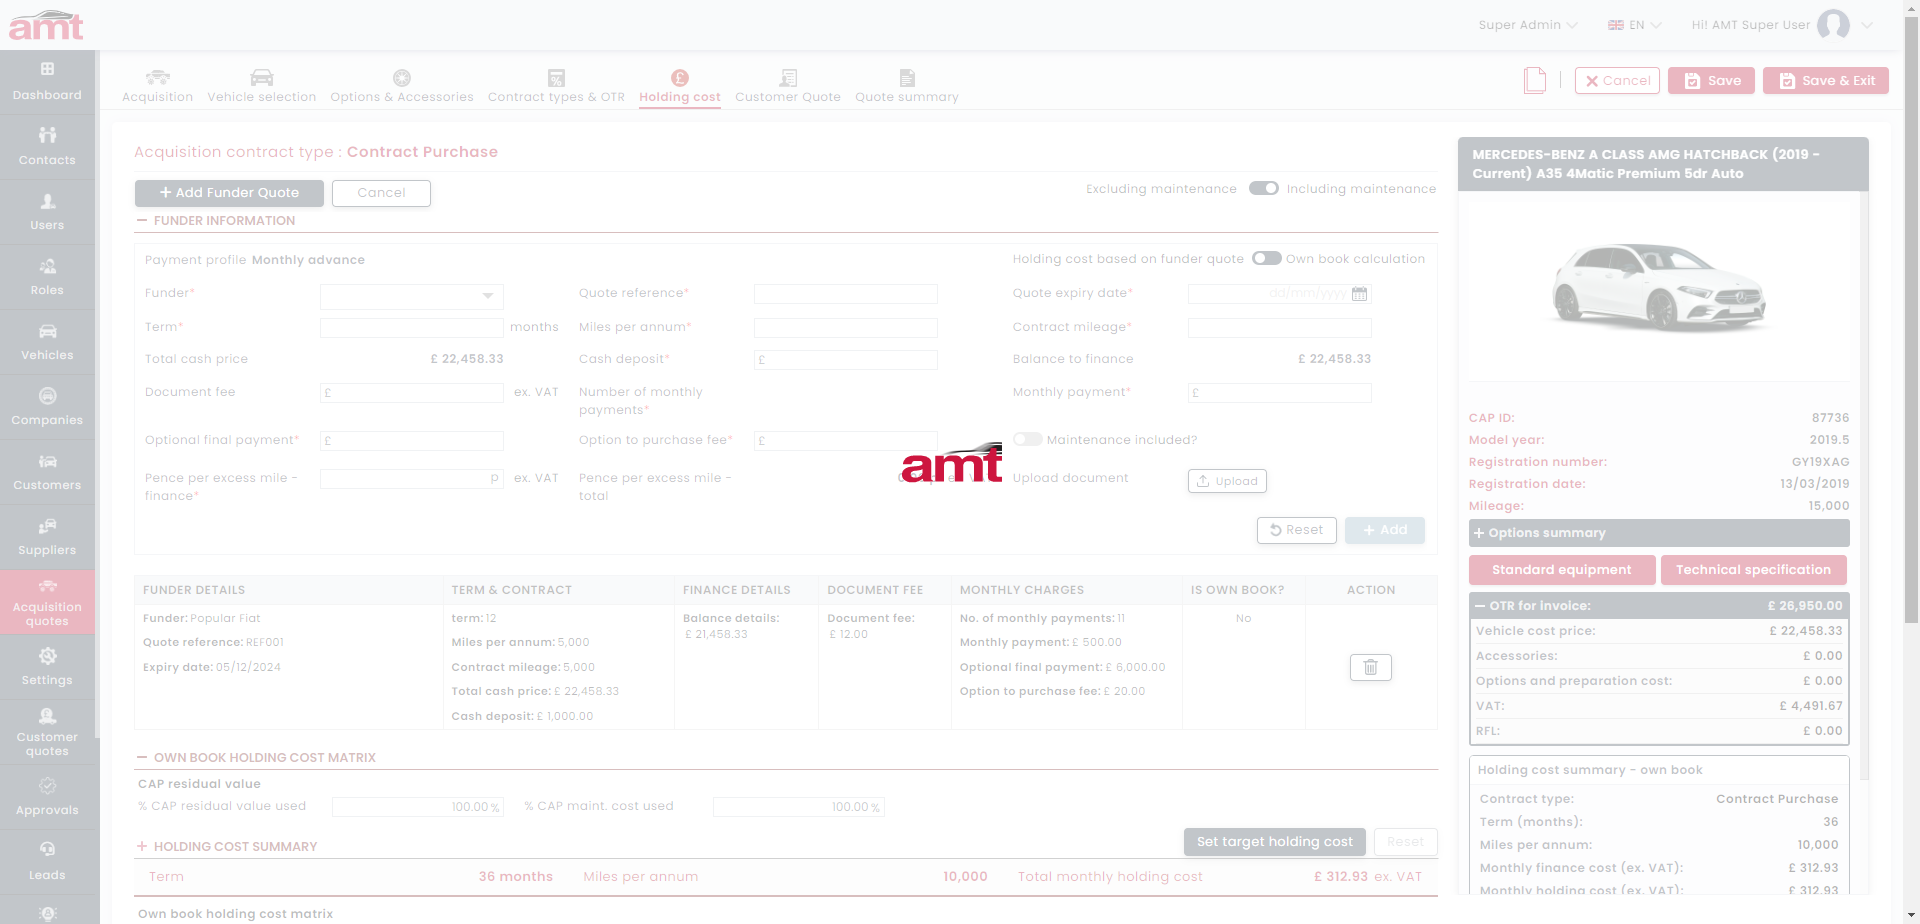 amt
Super Admin
EN
Hi! AMT Super User
Dashboard
Contacts
Users
Roles
Vehicles
Companies
Customers
Suppliers
Acquisition
quotes
Settings
Customer
quotes
Approvals
Leads
Acquisition
Vehicle selection
Options & Accessories
Contract types & OTR
Holding cost
Customer Quote
Quote summary
Cancel
Save
Save & Exit
Acquisition contract type : Contract Purchase
+ Add Funder Quote
Cancel
Excluding maintenance
Including maintenance
FUNDER INFORMATION
Payment profile Monthly advance
Holding cost based on funder quote
Own book calculation
Funder*
Quote reference*
Quote expiry date*
dd/mm/yyyy
Term*
months
Miles per annum*
Contract mileage*
Total cash price
£ 22,458.33
Cash deposit*
£
Balance to finance
£ 22,458.33
Document fee
£
ex. VAT
Number of monthly
payments*
Monthly payment*
£
Optional final payment*
£
Option to purchase fee*
£
Maintenance included?
Pence per excess mile -
finance*
p
ex. VAT
Pence per excess mile -
total
amt
Upload document
Upload
Reset
+ Add
FUNDER DETAILS
TERM & CONTRACT
FINANCE DETAILS
DOCUMENT FEE
MONTHLY CHARGES
IS OWN BOOK?
ACTION
Funder: Popular Fiat
Quote reference: REF001
Expiry date: 05/12/2024
term: 12
Miles per annum: 5,000
Contract mileage: 5,000
Total cash price: £ 22,458.33
Cash deposit: £ 1,000.00
Balance details:
£ 21,458.33
Document fee:
£ 12.00
No. of monthly payments: 11
Monthly payment: £ 500.00
Optional final payment: £ 6,000.00
Option to purchase fee: £ 20.00
No
OWN BOOK HOLDING COST MATRIX
CAP residual value
% CAP residual value used
100.00 %
% CAP maint. cost used
100.00 %
HOLDING COST SUMMARY
Set target holding cost
Reset
Term
36 months
Miles per annum
10,000
Total monthly holding cost
£ 312.93 ex. VAT
Own book holding cost matrix
MERCEDES-BENZ A CLASS AMG HATCHBACK (2019 -
Current) A35 4Matic Premium 5dr Auto
CAP ID:
87736
Model year:
2019.5
Registration number:
GY19XAG
Registration date:
13/03/2019
Mileage:
15,000
Options summary
Standard equipment
Technical specification
OTR for invoice:
£ 26,950.00
Vehicle cost price:
£ 22,458.33
Accessories:
£ 0.00
Options and preparation cost:
£ 0.00
VAT:
£ 4,491.67
RFL:
£ 0.00
Holding cost summary - own book
Contract type:
Contract Purchase
Term (months):
36
Miles per annum:
10,000
Monthly finance cost (ex. VAT):
£ 312.93
Monthly holding cost (ex. VAT):
£ 312.93